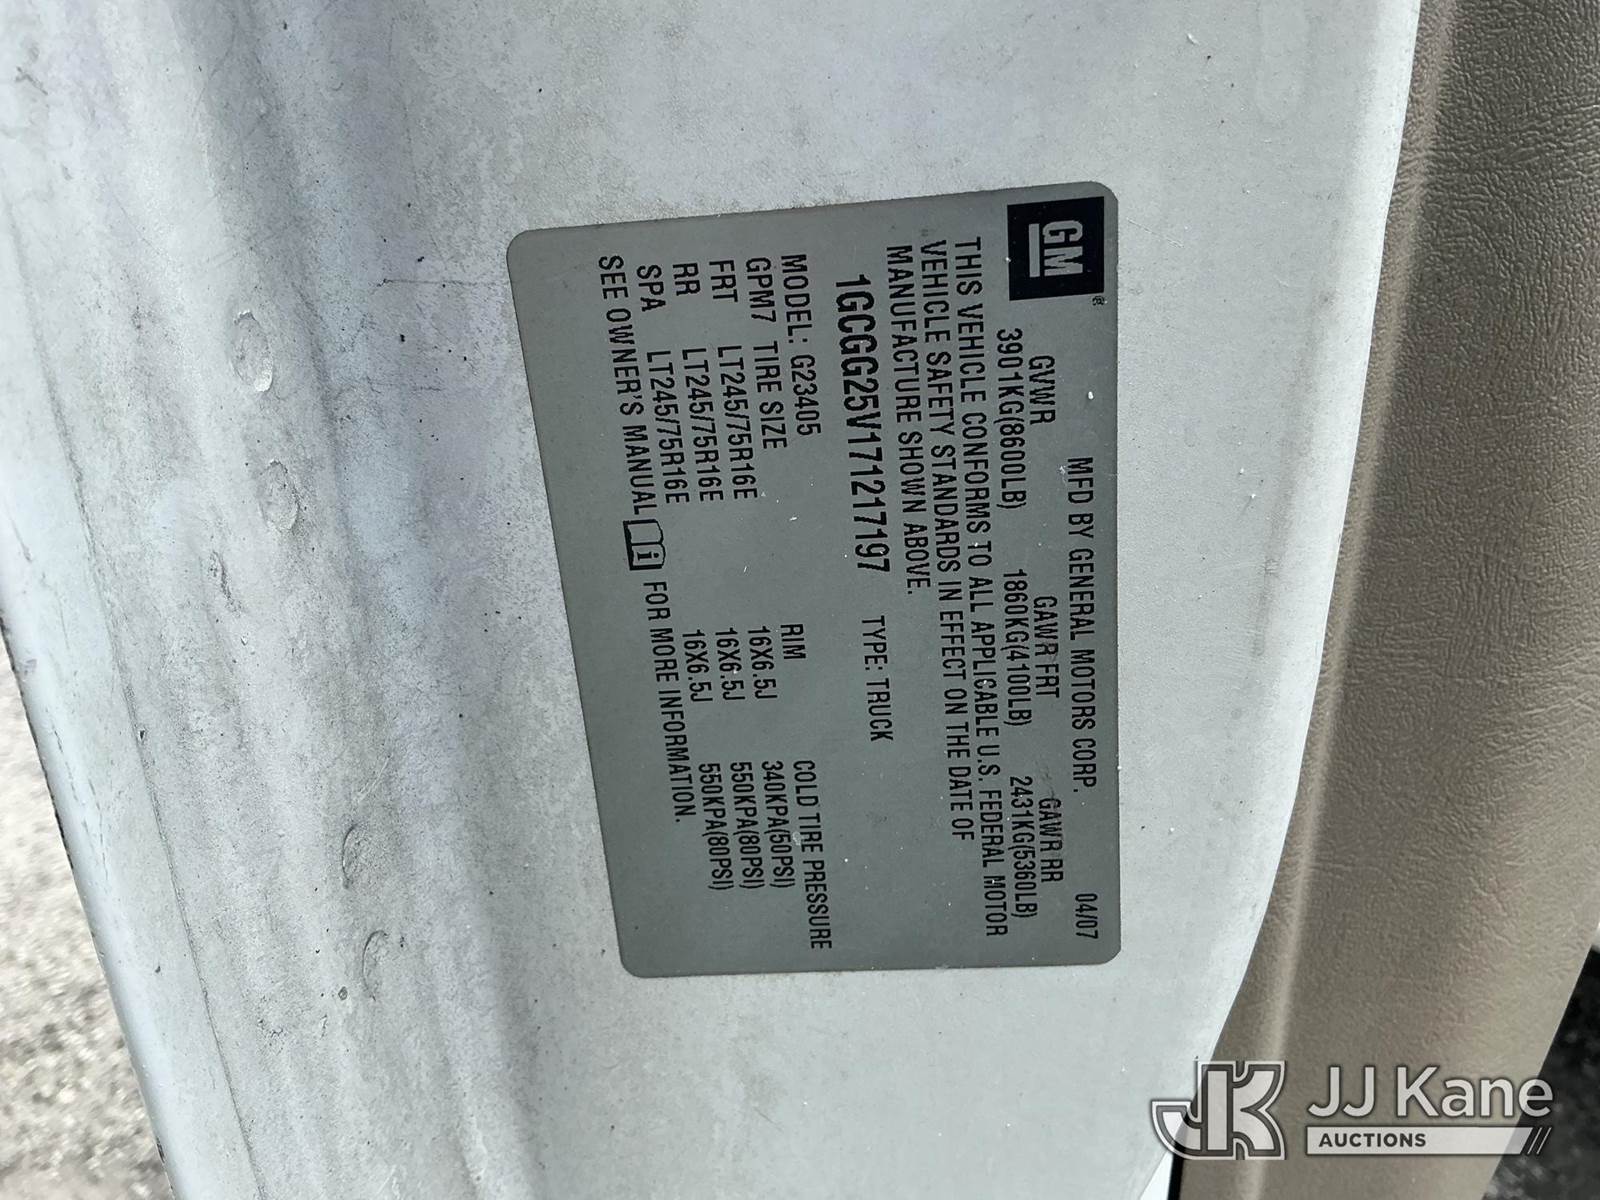 GM®
MFD BY GENERAL MOTORS CORP. 04/07
GVWR GAWR FRT GAWR RR
3901KG(8600LB) 1860KG(4100LB) 2431KG(5360LB)
THIS VEHICLE CONFORMS TO ALL APPLICABLE U.S. FEDERAL MOTOR
VEHICLE SAFETY STANDARDS IN EFFECT ON THE DATE OF
MANUFACTURE SHOWN ABOVE.
1GCGG25V171217197 TYPE: TRUCK
MODEL: G23405
GPM7 TIRE SIZE RIM COLD TIRE PRESSURE
FRT LT245/75R16E 16X6.5J 340KPA(50PSI)
RR LT245/75R16E 16X6.5J 550KPA(80PSI)
SPA LT245/75R16E 16X6.5J 550KPA(80PSI)
SEE OWNER'S MANUAL i FOR MORE INFORMATION.
JK JJ Kane
AUCTIONS